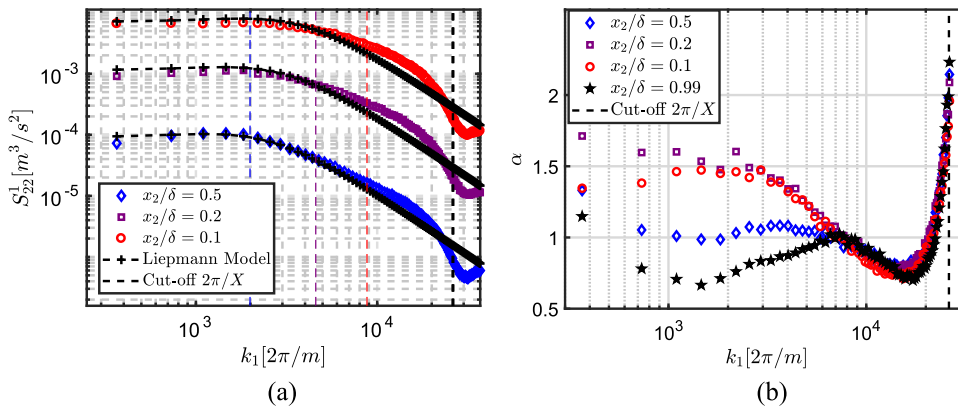 10^{-2}
10^{-3}
10^{-4}
10^{-5}
S^1_{22}[m^3/s^2]
x_2/δ = 0.5
x_2/δ = 0.2
x_2/δ = 0.1
Liepmann Model
Cut-off 2π/X
10^3
10^4
k_1[2π/m]
(a)
x_2/δ = 0.5
x_2/δ = 0.2
x_2/δ = 0.1
x_2/δ = 0.99
Cut-off 2π/X
2
1.5
1
0.5
α
10^3
10^4
k_1[2π/m]
(b)